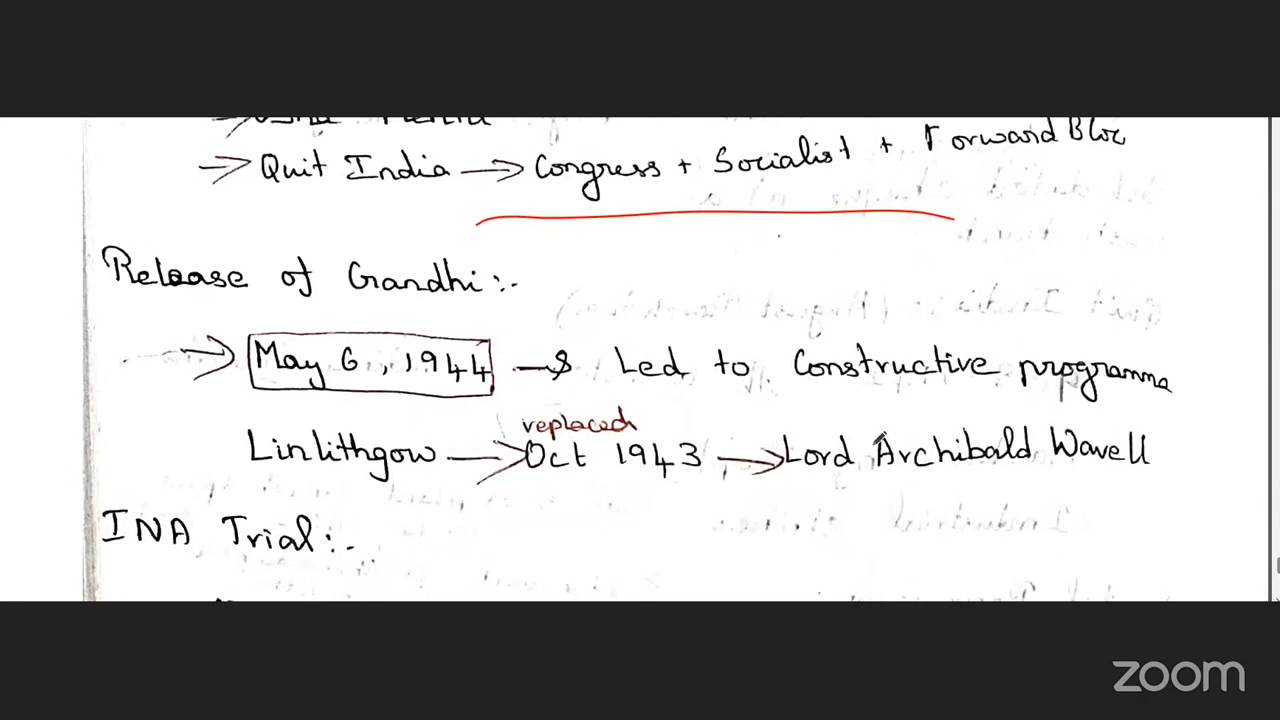 → Quit India → Congress + Socialist + Forward Bloc
Release of Gandhi:-
→ May 6, 1944 → Led to Constructive programme
replaced
Linlithgow → Oct 1943 → Lord Archibald Wavell
INA Trial:-
zoom